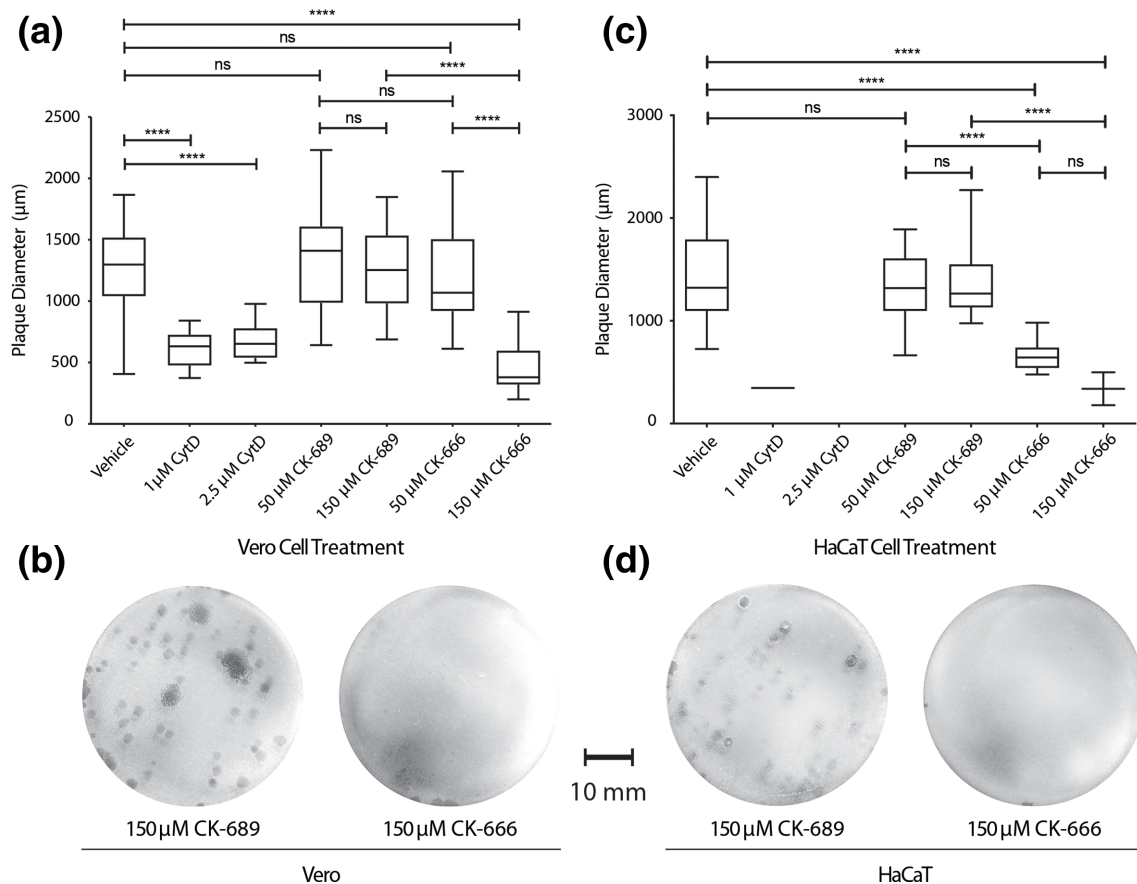 (a)
****
ns
ns
****
ns
ns
****
****
****
2500
2000
1500
1000
500
0
Plaque Diameter (µm)
Vehicle
1µM CytD
2.5 µM CytD
50 µM CK-689
150 µM CK-689
50 µM CK-666
150 µM CK-666
Vero Cell Treatment
(c)
****
****
ns
****
****
ns
ns
3000
2000
1000
0
Plaque Diameter (µm)
Vehicle
1 µM CytD
2.5 µM CytD
50 µM CK-689
150 µM CK-689
50 µM CK-666
150 µM CK-666
HaCaT Cell Treatment
(b)
150µM CK-689
150µM CK-666
Vero
10 mm
(d)
150µM CK-689
150µM CK-666
HaCaT